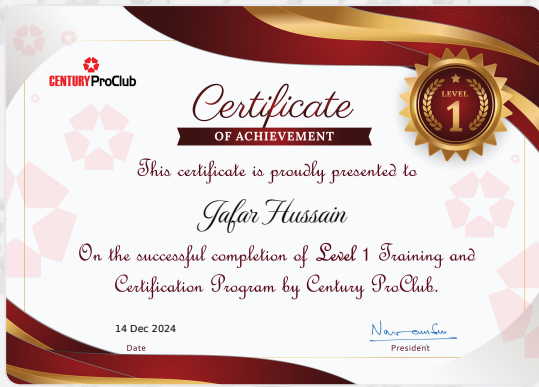 CENTURY ProClub
Certificate
OF ACHIEVEMENT
LEVEL
1
This certificate is proudly presented to
Jafar Hussain
On the successful completion of Level 1 Training and
Certification Program by Century ProClub.
14 Dec 2024
Date
President